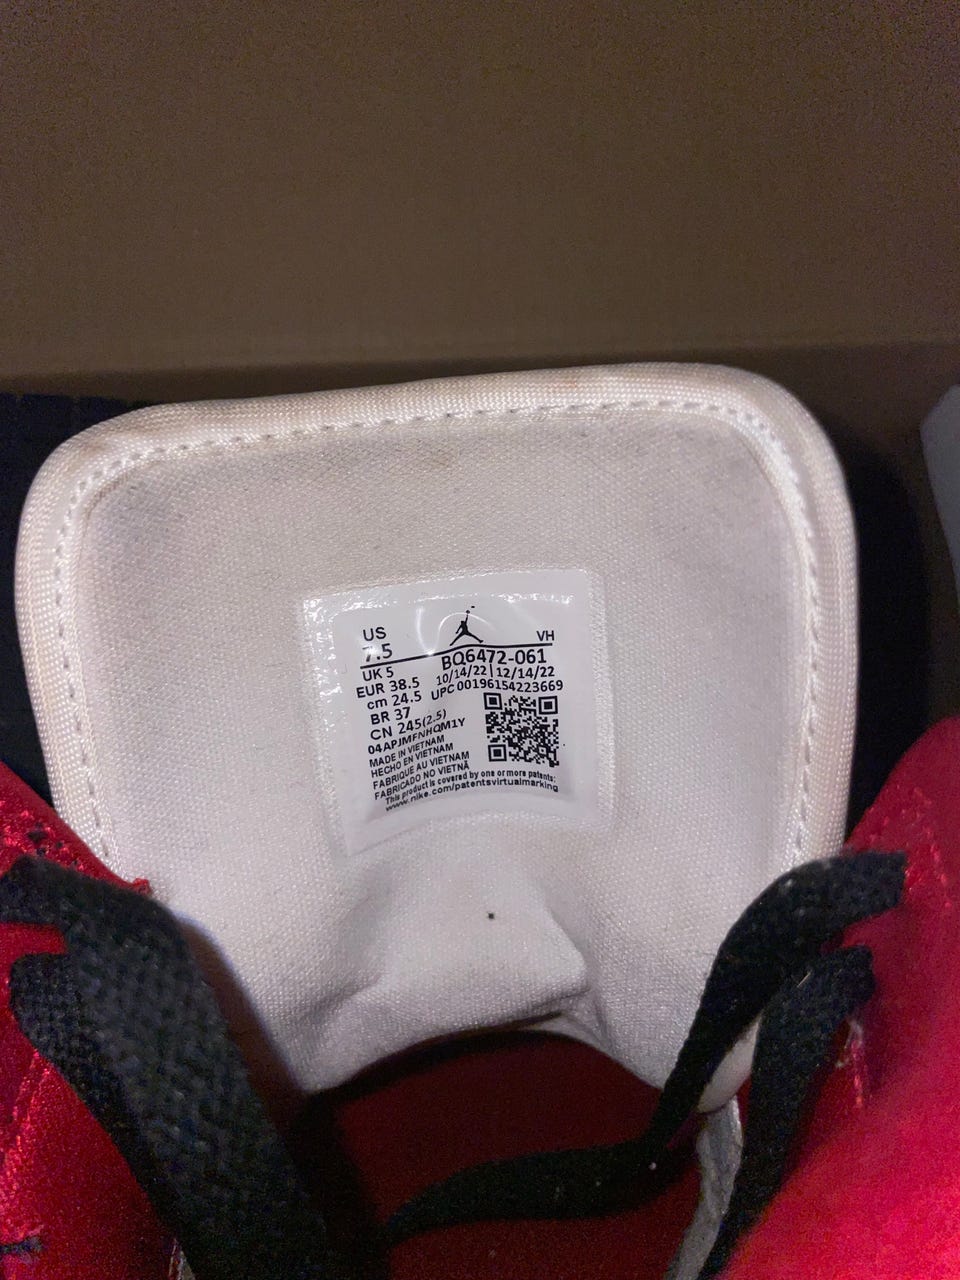 US
7.5
VH
UK 5
BQ6472-061
EUR 38.5
10/14/22 | 12/14/22
cm 24.5
UPC 00196154223669
BR 37
CN 245(2.5)
04APJMFNHQM1Y
MADE IN VIETNAM
HECHO EN VIETNAM
FABRIQUE AU VIETNAM
FABRICADO NO VIETNÃ
This product is covered by one or more patents:
www.nike.com/patentsvirtualmarking